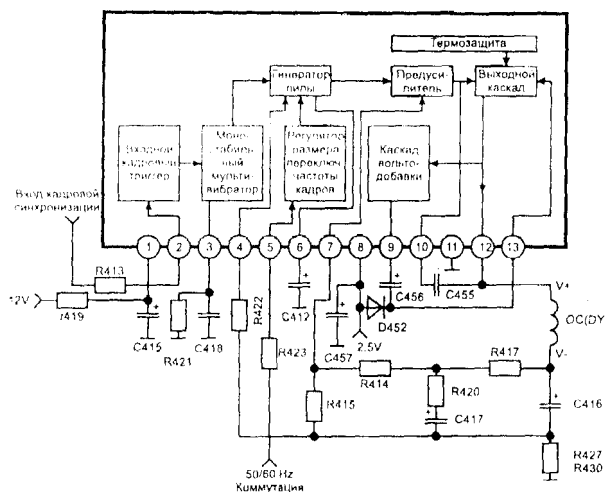 Термозащита
Генератор
пилы
Предуси-
литель
Выходной
каскад
Входной
кадровый
тригер
Моно-
табиль-
ный
мульти-
вибратор
Регулятор
размера
переключ
частоты
кадров
Каскад
вольто-
добавки
Вход кадровой
синхронизации
1
2
3
4
5
6
7
8
9
10
11
12
13
R413
12V
r419
C415
R421
C418
R422
R423
C412
C457
2.5V
D452
C456
C455
V+
OC(DY
V-
R414
R417
R415
R420
C417
C416
R427
R430
50/60 Hz
Коммутация